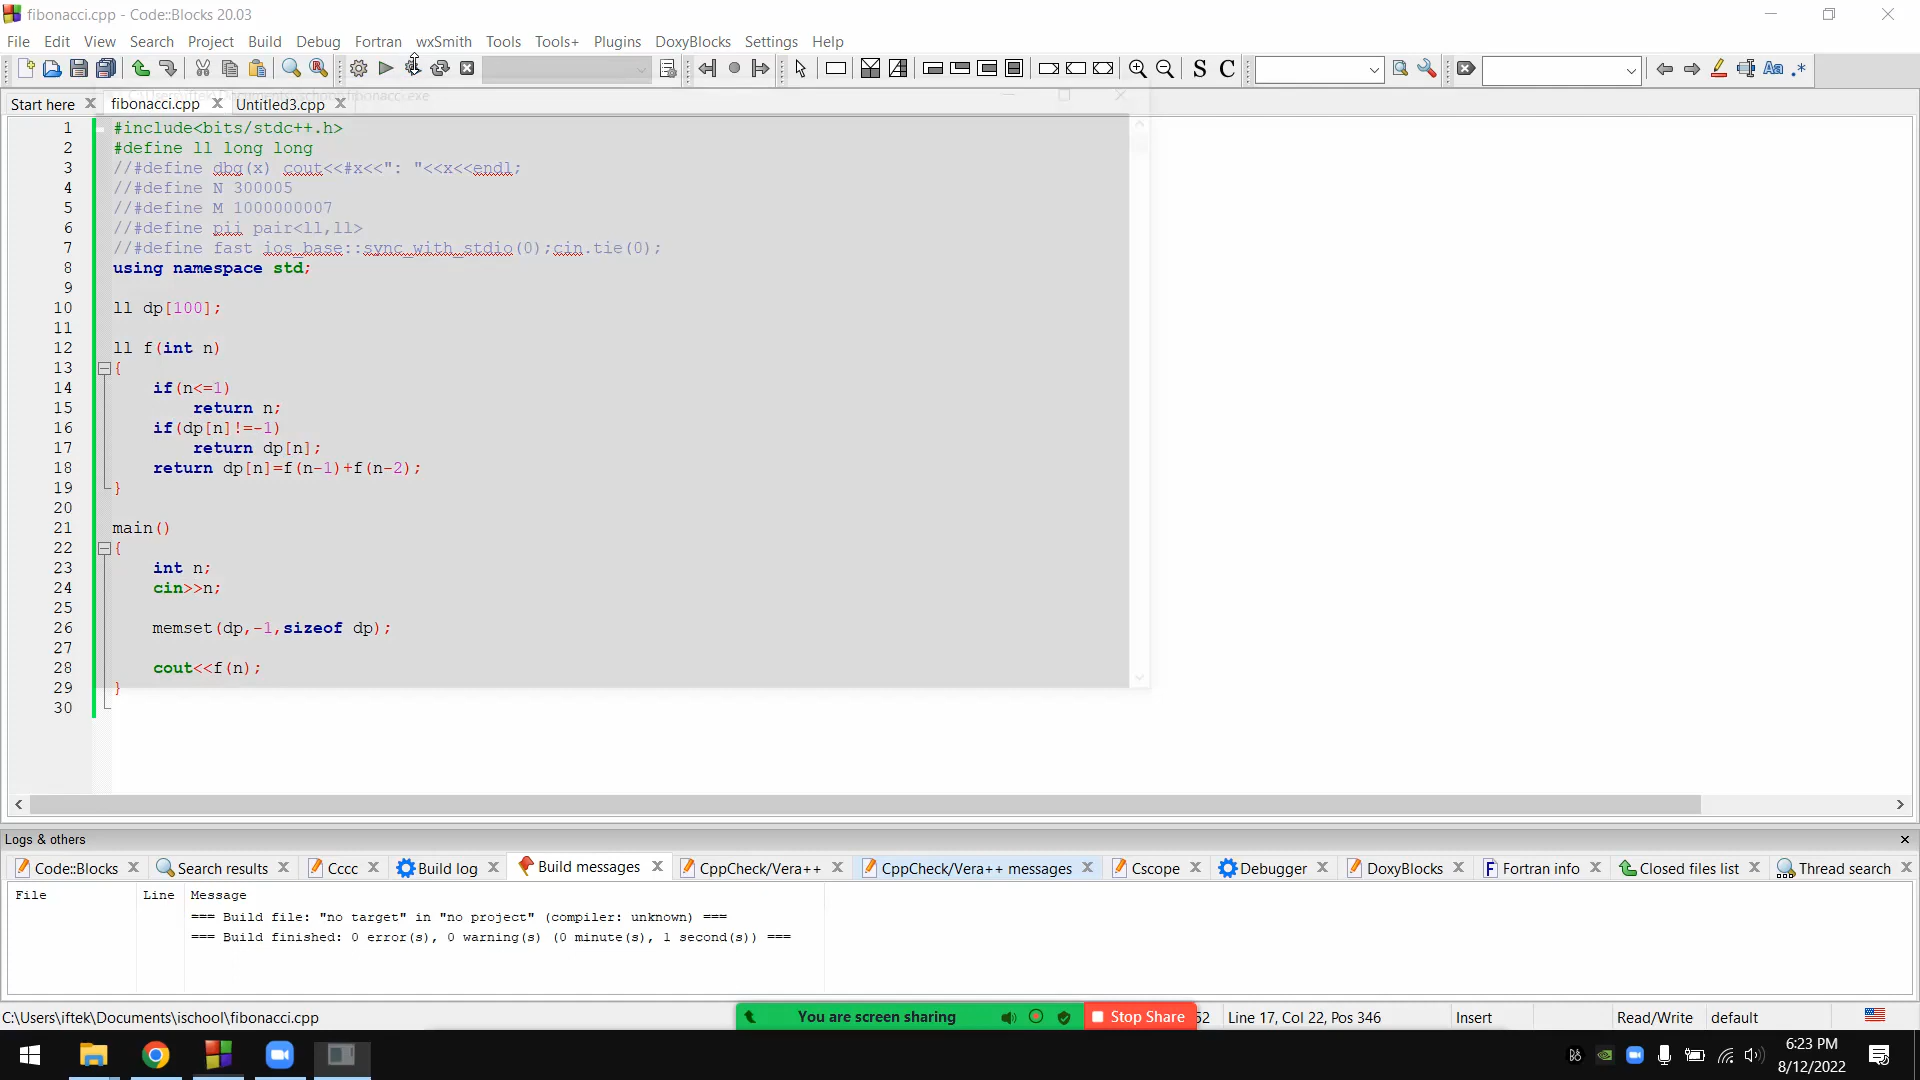 fibonacci.cpp - Code::Blocks 20.03
File Edit View Search Project Build Debug Fortran wxSmith Tools Tools+ Plugins DoxyBlocks Settings Help
S C Aa .*
Start here fibonacci.cpp Untitled3.cpp
1 #include<bits/stdc++.h>
2 #define ll long long
3 //#define dbg(x) cout<<#x<<": "<<x<<endl;
4 //#define N 300005
5 //#define M 1000000007
6 //#define pii pair<ll,ll>
7 //#define fast ios_base::sync_with_stdio(0);cin.tie(0);
8 using namespace std;
9
10 ll dp[100];
11
12 ll f(int n)
13 {
14 if(n<=1)
15 return n;
16 if(dp[n]!=-1)
17 return dp[n];
18 return dp[n]=f(n-1)+f(n-2);
19 }
20
21 main()
22 {
23 int n;
24 cin>>n;
25
26 memset(dp,-1,sizeof dp);
27
28 cout<<f(n);
29 }
30
Logs & others
Code::Blocks Search results Cccc Build log Build messages CppCheck/Vera++ CppCheck/Vera++ messages Cscope Debugger DoxyBlocks Fortran info Closed files list Thread search
File Line Message
=== Build file: "no target" in "no project" (compiler: unknown) ===
=== Build finished: 0 error(s), 0 warning(s) (0 minute(s), 1 second(s)) ===
C:\Users\iftek\Documents\ischool\fibonacci.cpp You are screen sharing Stop Share Line 17, Col 22, Pos 346 Insert Read/Write default
6:23 PM
8/12/2022